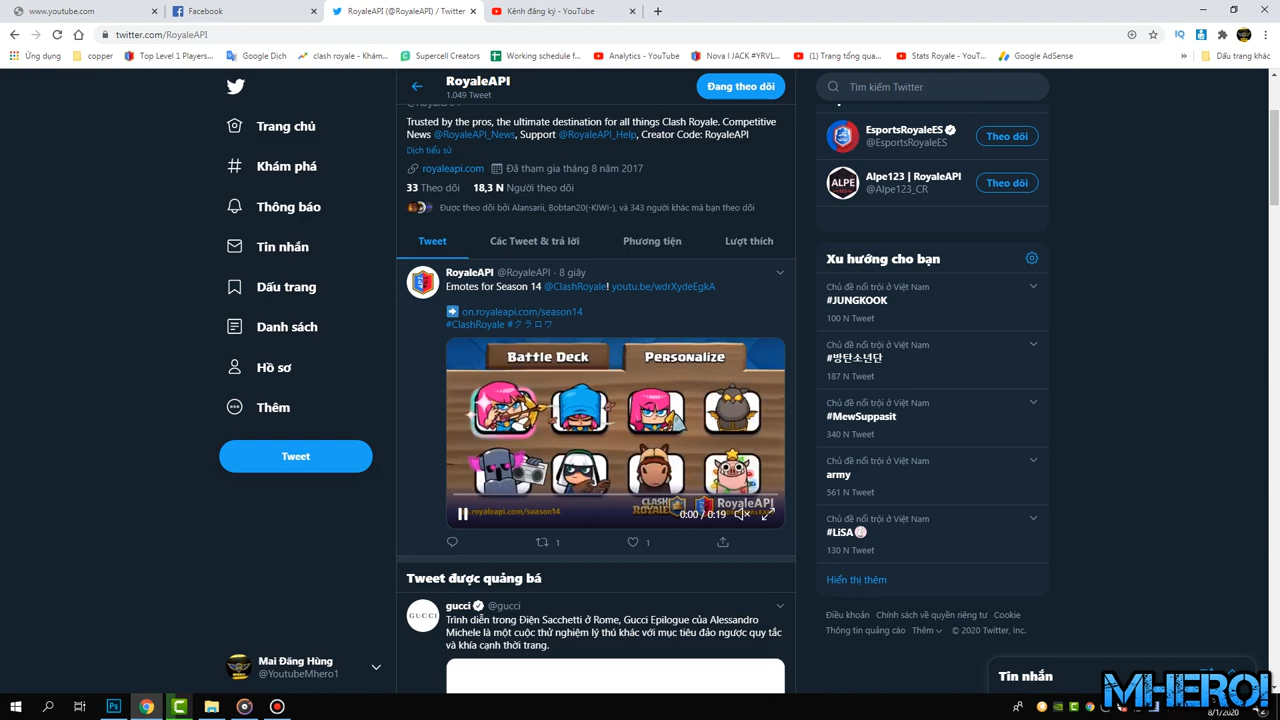 www.youtube.com
Facebook
RoyaleAPI (@RoyaleAPI) / Twitter
Kênh đăng ký - YouTube
twitter.com/RoyaleAPI
Ứng dụng
copper
Top Level 1 Players...
Google Dịch
clash royale - Khám...
Supercell Creators
Working schedule f...
Analytics - YouTube
Nova I JACK #YRVL...
(1) Trang tổng qua...
Stats Royale - YouT...
Google AdSense
»
Dấu trang khác
Trang chủ
Khám phá
Thông báo
Tin nhắn
Dấu trang
Danh sách
Hồ sơ
Thêm
Tweet
Mai Đăng Hùng
@YoutubeMhero1
RoyaleAPI
1.049 Tweet
Đang theo dõi
Trusted by the pros, the ultimate destination for all things Clash Royale. Competitive
News @RoyaleAPI_News, Support @RoyaleAPI_Help, Creator Code: RoyaleAPI
Dịch tiểu sử
royaleapi.com Đã tham gia tháng 8 năm 2017
33 Theo dõi 18,3 N Người theo dõi
Được theo dõi bởi Alansarii, Bobtan20(-KIWI-), và 343 người khác mà bạn theo dõi
Tweet
Các Tweet & trả lời
Phương tiện
Lượt thích
RoyaleAPI @RoyaleAPI · 8 giây
Emotes for Season 14 @ClashRoyale! youtu.be/wdrXydeEgkA
on.royaleapi.com/season14
#ClashRoyale #クラロワ
Battle Deck
Personalize
CLASH ROYALE
RoyaleAPI
.royaleapi.com/season14
0:00 / 0:19
1
1
Tweet được quảng bá
GUCCI
gucci @gucci
Trình diễn trong Điện Sacchetti ở Rome, Gucci Epilogue của Alessandro
Michele là một cuộc thử nghiệm lý thú khác với mục tiêu đảo ngược quy tắc
và khía cạnh thời trang.
Tìm kiếm Twitter
EsportsRoyaleES
@EsportsRoyaleES
Theo dõi
ALPE
Alpe123 | RoyaleAPI
@Alpe123_CR
Theo dõi
Xu hướng cho bạn
Chủ đề nổi trội ở Việt Nam
#JUNGKOOK
100 N Tweet
Chủ đề nổi trội ở Việt Nam
#방탄소년단
187 N Tweet
Chủ đề nổi trội ở Việt Nam
#MewSuppasit
340 N Tweet
Chủ đề nổi trội ở Việt Nam
army
561 N Tweet
Chủ đề nổi trội ở Việt Nam
#LiSA
130 N Tweet
Hiển thị thêm
Điều khoản Chính sách về quyền riêng tư Cookie
Thông tin quảng cáo Thêm © 2020 Twitter, Inc.
Tin nhắn
MHERO!
8/1/2020